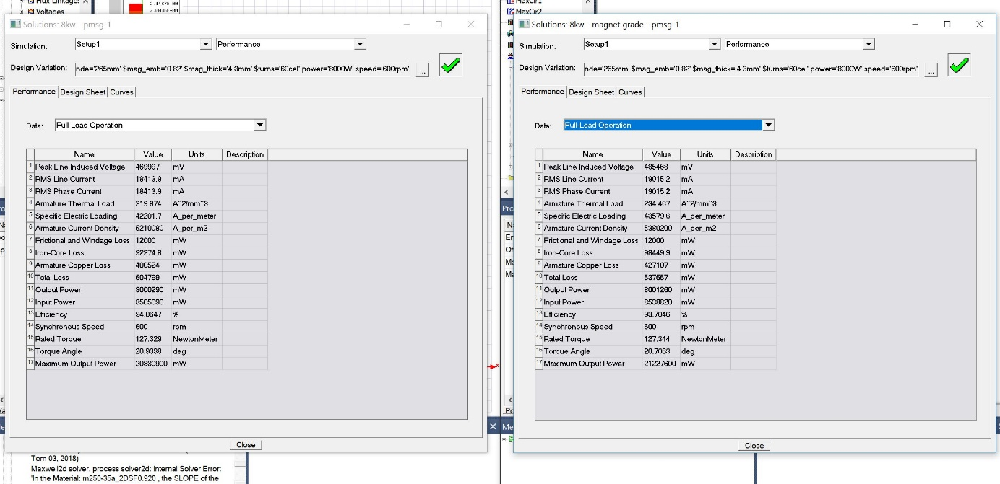 Flux Linkages
Voltages
2.0006E+00
MaxCir1
MaxCir2
Solutions: 8kw - pmsg-1
Simulation:
Setup1
Performance
Design Variation:
nde='265mm' $mag_emb='0.82' $mag_thick='4.3mm' $turns='60cel' power='8000W' speed='600rpm'
...
Performance Design Sheet Curves
Data:
Full-Load Operation
Name Value Units Description
1 Peak Line Induced Voltage 469997 mV
2 RMS Line Current 18413.9 mA
3 RMS Phase Current 18413.9 mA
4 Armature Thermal Load 219.874 A^2/mm^3
5 Specific Electric Loading 42201.7 A_per_meter
6 Armature Current Density 5210080 A_per_m2
7 Frictional and Windage Loss 12000 mW
8 Iron-Core Loss 92274.8 mW
9 Armature Copper Loss 400524 mW
10 Total Loss 504799 mW
11 Output Power 8000290 mW
12 Input Power 8505090 mW
13 Efficiency 94.0647 %
14 Synchronous Speed 600 rpm
15 Rated Torque 127.329 NewtonMeter
16 Torque Angle 20.9338 deg
17 Maximum Output Power 20830900 mW
Close
Solutions: 8kw - magnet grade - pmsg-1
Simulation:
Setup1
Performance
Design Variation:
nde='265mm' $mag_emb='0.82' $mag_thick='4.3mm' $turns='60cel' power='8000W' speed='600rpm'
...
Performance Design Sheet Curves
Data:
Full-Load Operation
Name Value Units Description
1 Peak Line Induced Voltage 485468 mV
2 RMS Line Current 19015.2 mA
3 RMS Phase Current 19015.2 mA
4 Armature Thermal Load 234.467 A^2/mm^3
5 Specific Electric Loading 43579.6 A_per_meter
6 Armature Current Density 5380200 A_per_m2
7 Frictional and Windage Loss 12000 mW
8 Iron-Core Loss 98449.9 mW
9 Armature Copper Loss 427107 mW
10 Total Loss 537557 mW
11 Output Power 8001260 mW
12 Input Power 8538820 mW
13 Efficiency 93.7046 %
14 Synchronous Speed 600 rpm
15 Rated Torque 127.344 NewtonMeter
16 Torque Angle 20.7063 deg
17 Maximum Output Power 21227600 mW
Close
Tem 03, 2018)
Maxwell2d solver, process solver2d: Internal Solver Error:
'In the Material: m250-35a_2DSF0.920 , the SLOPE of the